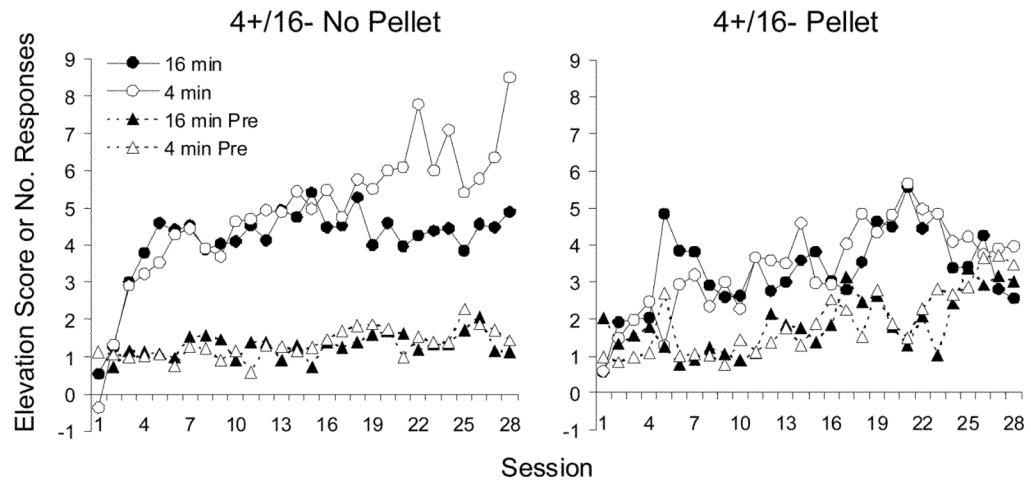 4+/16- No Pellet
4+/16- Pellet
Elevation Score or No. Responses
9
8
7
6
5
4
3
2
1
0
-1
16 min
4 min
16 min Pre
4 min Pre
1 4 7 10 13 16 19 22 25 28
9
8
7
6
5
4
3
2
1
0
-1
1 4 7 10 13 16 19 22 25 28
Session